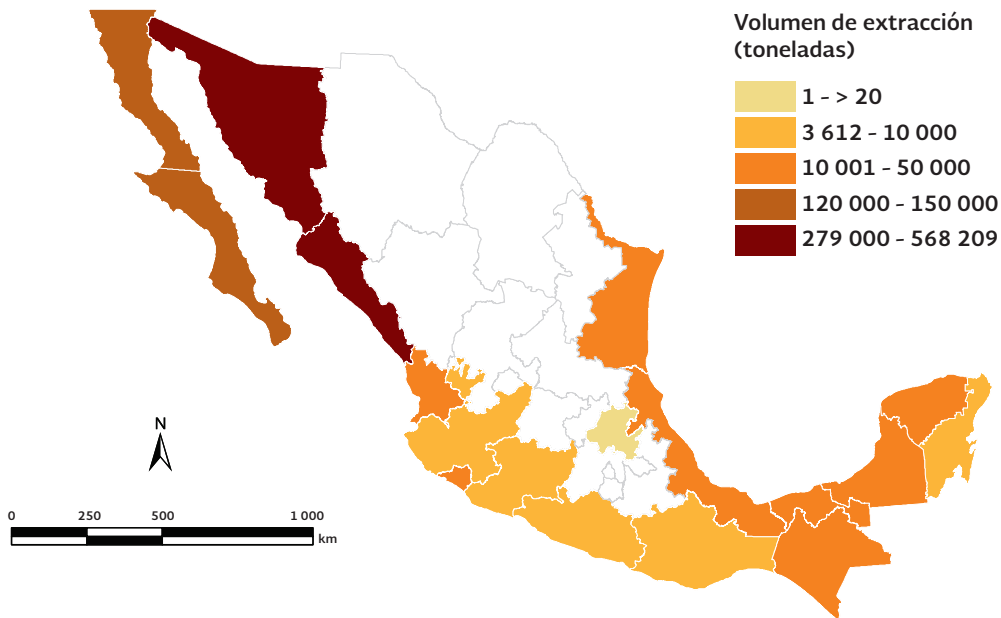 Volumen de extracción
(toneladas)
1 - > 20
3 612 - 10 000
10 001 - 50 000
120 000 - 150 000
279 000 - 568 209
N
0 250 500 1 000
km